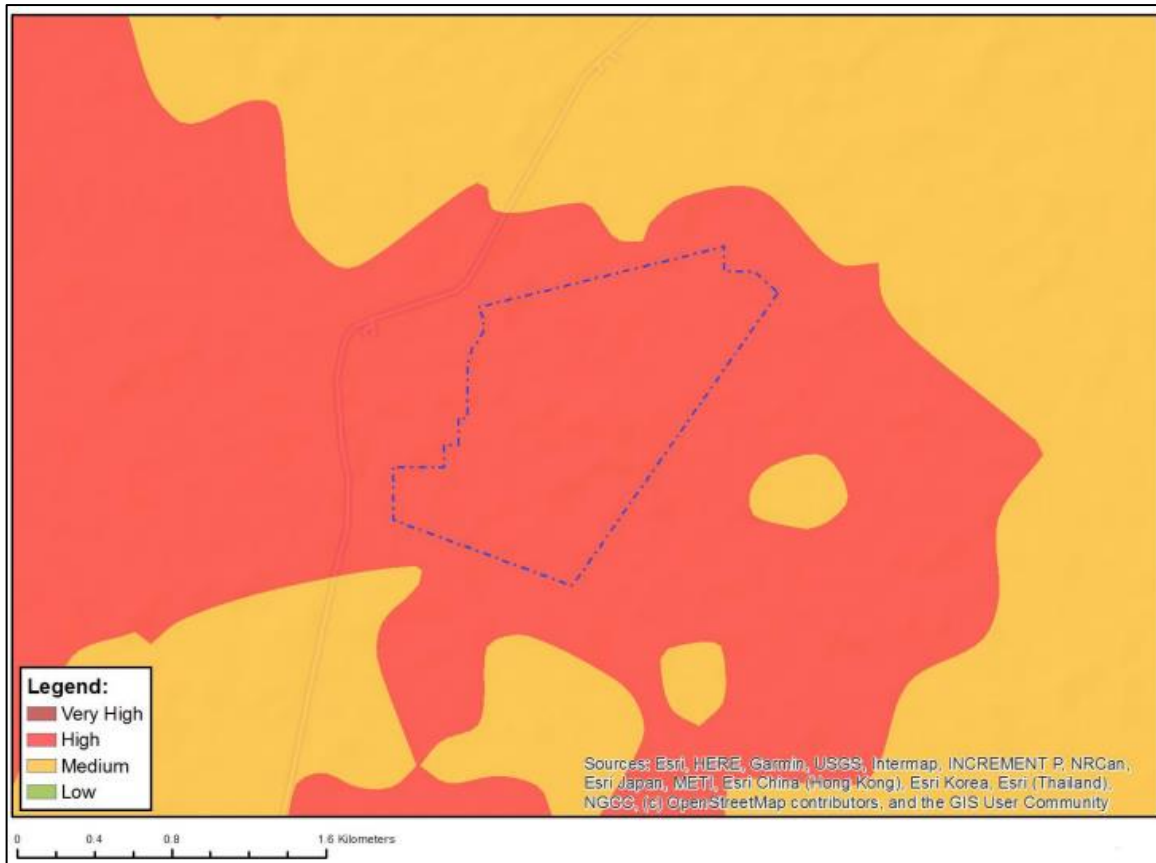 Legend:
Very High
High
Medium
Low
Sources: Esri, HERE, Garmin, USGS, Intermap, INCREMENT P, NRCan,
Esri Japan, METI, Esri China (Hong Kong), Esri Korea, Esri (Thailand),
NGCC, (c) OpenStreetMap contributors, and the GIS User Community
0 0.4 0.8 1.6 Kilometers